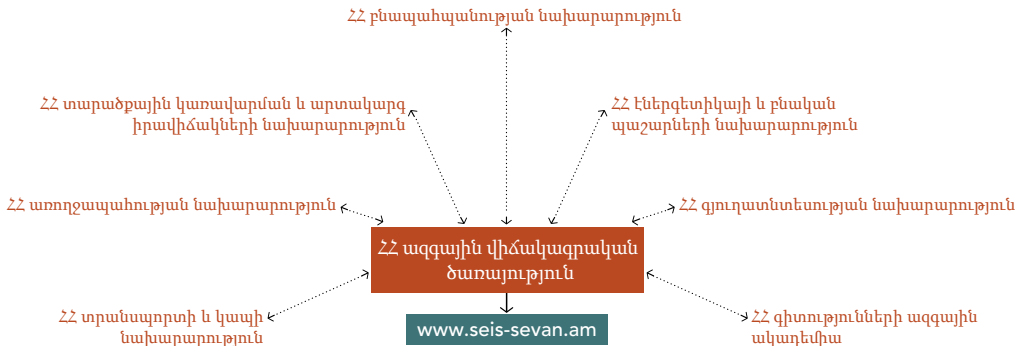 ՀՀ բնապահպանության նախարարություն
ՀՀ տարածքային կառավարման և արտակարգ
իրավիճակների նախարարություն
ՀՀ էներգետիկայի և բնական
պաշարների նախարարություն
ՀՀ առողջապահության նախարարություն
ՀՀ գյուղատնտեսության նախարարություն
ՀՀ ազգային վիճակագրական
ծառայություն
ՀՀ տրանսպորտի և կապի
նախարարություն
www.seis-sevan.am
ՀՀ գիտությունների ազգային
ակադեմիա